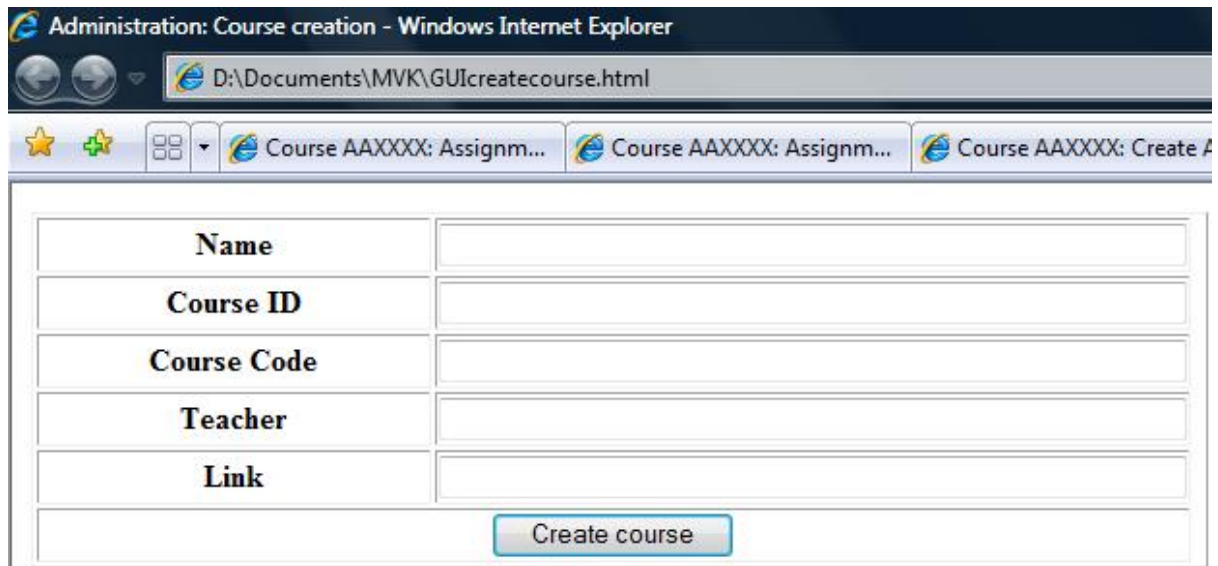 Administration: Course creation - Windows Internet Explorer
D:\Documents\MVK\GUIcreatecourse.html
Course AAXXXX: Assignm... Course AAXXXX: Assignm... Course AAXXXX: Create A
Name
Course ID
Course Code
Teacher
Link
Create course